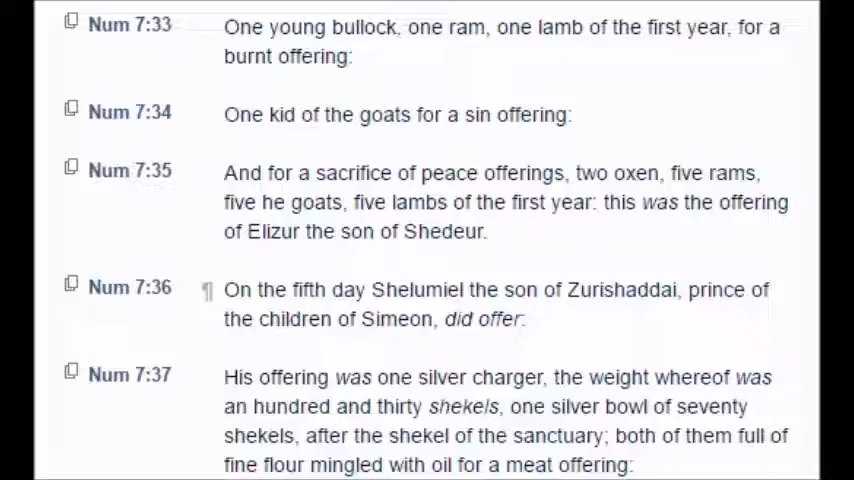 Num 7:33 One young bullock, one ram, one lamb of the first year, for a
burnt offering:
Num 7:34 One kid of the goats for a sin offering:
Num 7:35 And for a sacrifice of peace offerings, two oxen, five rams,
five he goats, five lambs of the first year: this was the offering
of Elizur the son of Shedeur.
Num 7:36 ¶ On the fifth day Shelumiel the son of Zurishaddai, prince of
the children of Simeon, did offer:
Num 7:37 His offering was one silver charger, the weight whereof was
an hundred and thirty shekels, one silver bowl of seventy
shekels, after the shekel of the sanctuary; both of them full of
fine flour mingled with oil for a meat offering: